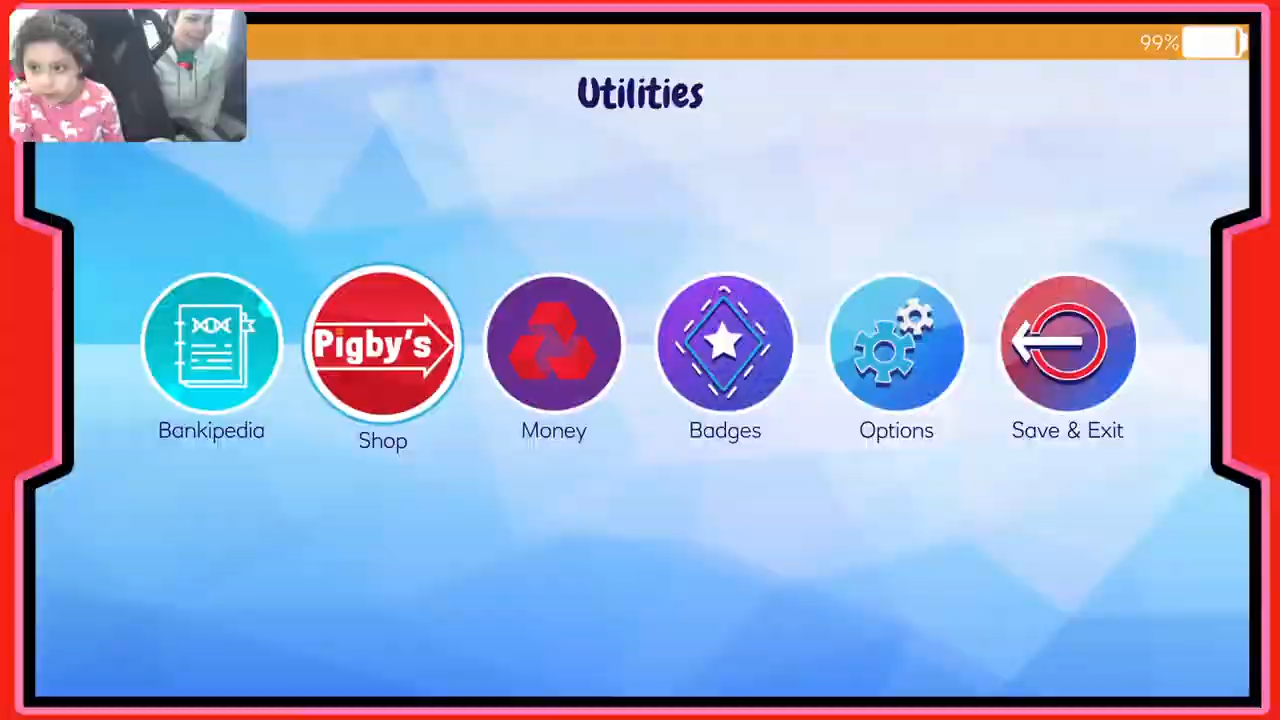 99%
Utilities
Pigby's
Bankipedia
Shop
Money
Badges
Options
Save & Exit